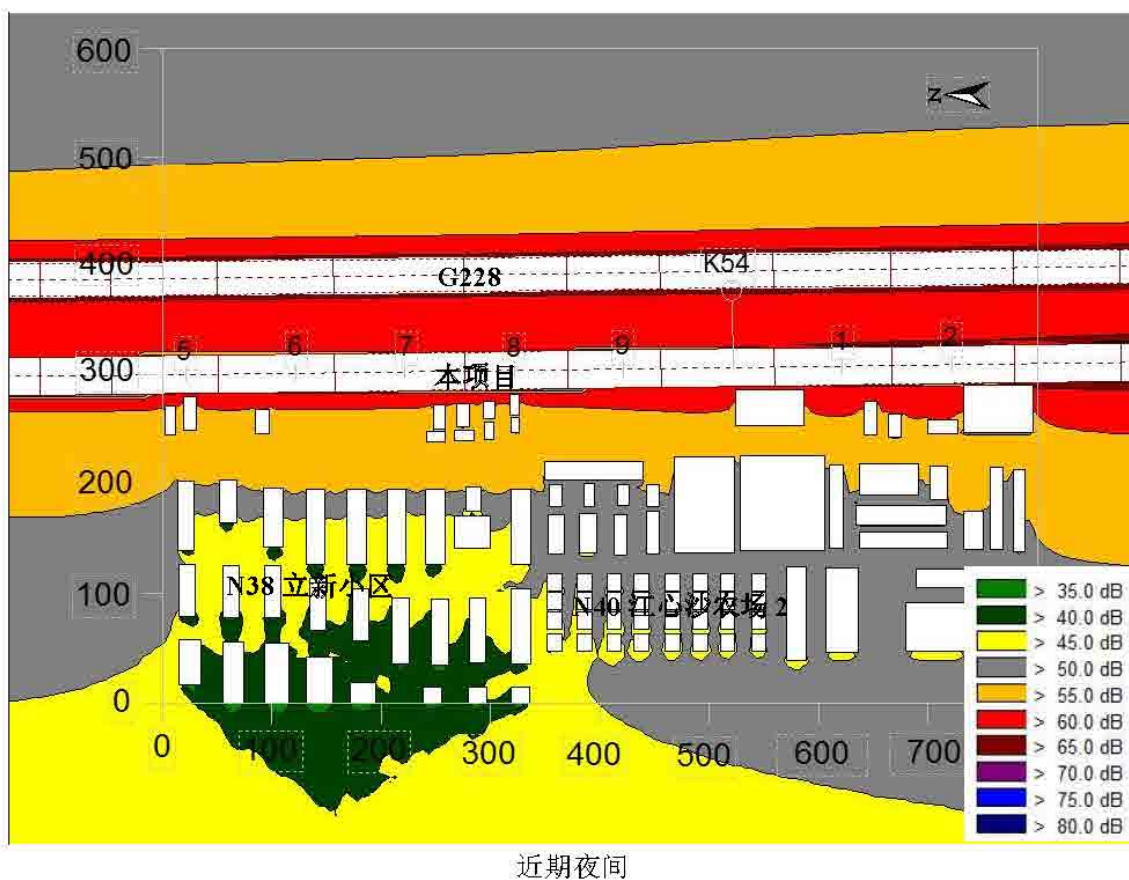 600
z
500
400
G228
K54
300
5
6
7
8
9
1
2
本项目
200
100
N38 立新小区
N40 江心沙农场 2
0
0
100
200
300
400
500
600
700
> 35.0 dB
> 40.0 dB
> 45.0 dB
> 50.0 dB
> 55.0 dB
> 60.0 dB
> 65.0 dB
> 70.0 dB
> 75.0 dB
> 80.0 dB
近期夜间